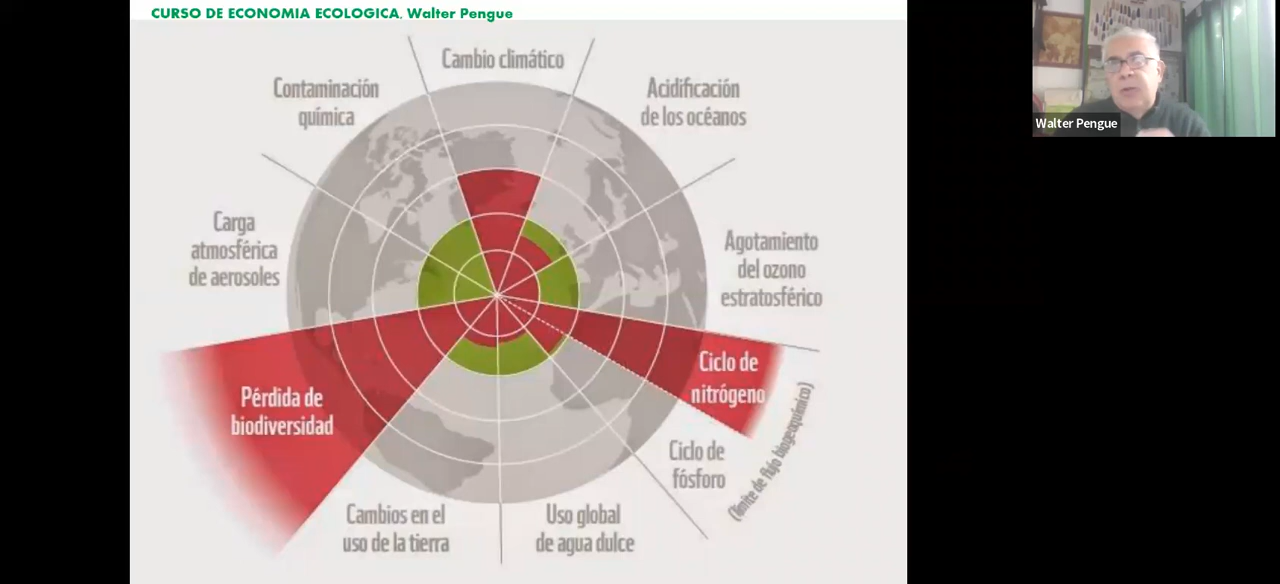 CURSO DE ECONOMIA ECOLOGICA, Walter Pengue
Cambio climático
Contaminación
química
Acidificación
de los océanos
Carga
atmosférica
de aerosoles
Agotamiento
del ozono
estratosférico
Pérdida de
biodiversidad
Ciclo de
nitrógeno
Ciclo de
fósforo
(límite de flujo biogeoquímico)
Cambios en el
uso de la tierra
Uso global
de agua dulce
Walter Pengue